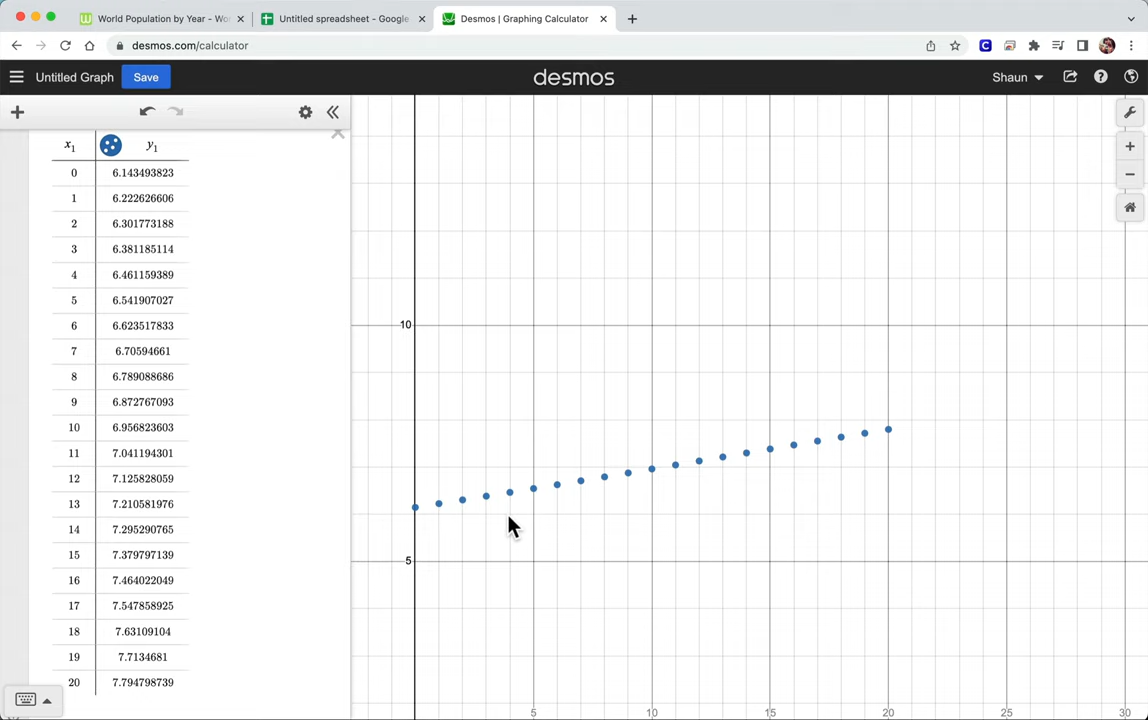 World Population by Year - Wor
Untitled spreadsheet - Google
Desmos | Graphing Calculator
desmos.com/calculator
Untitled Graph
Save
desmos
Shaun
x1 y1
0 6.143493823
1 6.222626606
2 6.301773188
3 6.381185114
4 6.461159389
5 6.541907027
6 6.623517833
7 6.70594661
8 6.789088686
9 6.872767093
10 6.956823603
11 7.041194301
12 7.125828059
13 7.210581976
14 7.295290765
15 7.379797139
16 7.464022049
17 7.547858925
18 7.63109104
19 7.7134681
20 7.794798739
10
5
5 10 15 20 25 30